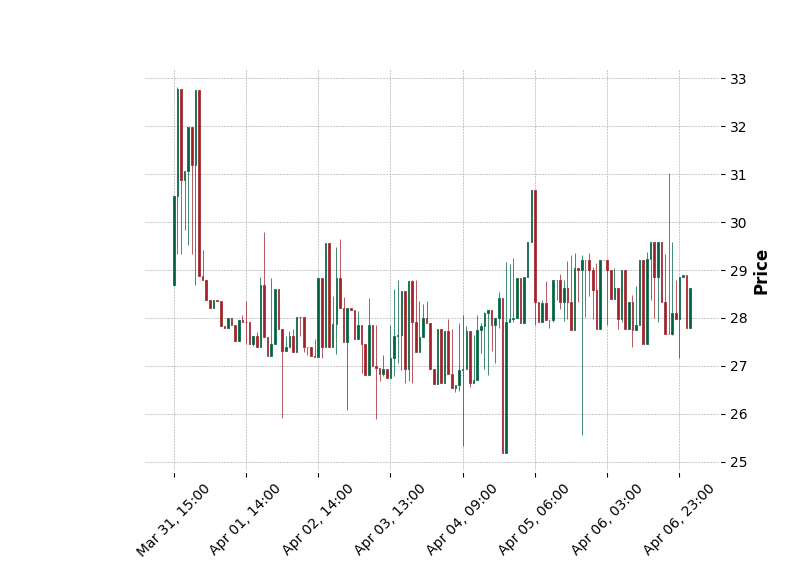 33
32
31
30
29
28
27
26
25
Price
Mar 31, 15:00
Apr 01, 14:00
Apr 02, 14:00
Apr 03, 13:00
Apr 04, 09:00
Apr 05, 06:00
Apr 06, 03:00
Apr 06, 23:00